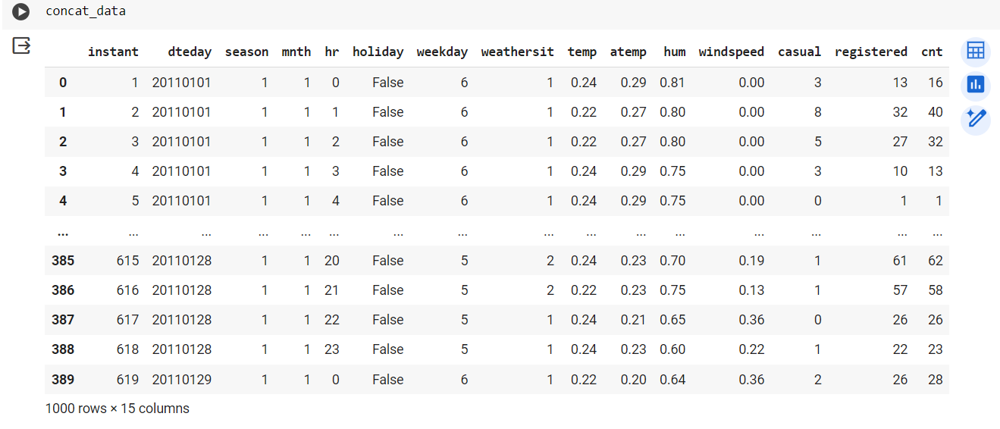 concat_data
instant dteday season mnth hr holiday weekday weathersit temp atemp hum windspeed casual registered cnt
0 1 20110101 1 1 0 False 6 1 0.24 0.29 0.81 0.00 3 13 16
1 2 20110101 1 1 1 False 6 1 0.22 0.27 0.80 0.00 8 32 40
2 3 20110101 1 1 2 False 6 1 0.22 0.27 0.80 0.00 5 27 32
3 4 20110101 1 1 3 False 6 1 0.24 0.29 0.75 0.00 3 10 13
4 5 20110101 1 1 4 False 6 1 0.24 0.29 0.75 0.00 0 1 1
... ... ... ... ... ... ... ... ... ... ... ... ... ... ... ...
385 615 20110128 1 1 20 False 5 2 0.24 0.23 0.70 0.19 1 61 62
386 616 20110128 1 1 21 False 5 2 0.22 0.23 0.75 0.13 1 57 58
387 617 20110128 1 1 22 False 5 1 0.24 0.21 0.65 0.36 0 26 26
388 618 20110128 1 1 23 False 5 1 0.24 0.23 0.60 0.22 1 22 23
389 619 20110129 1 1 0 False 6 1 0.22 0.20 0.64 0.36 2 26 28
1000 rows × 15 columns